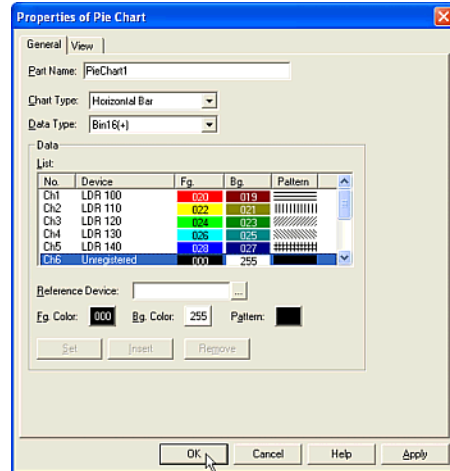 Properties of Pie Chart
General View
Part Name: PieChart1
Chart Type: Horizontal Bar
Data Type: Bin16(+)
Data
List:
No. Device Fg. Bg. Pattern
Ch1 LDR 100 020 019
Ch2 LDR 110 022 021
Ch3 LDR 120 024 023
Ch4 LDR 130 026 025
Ch5 LDR 140 028 027
Ch6 Unregistered 000 255
Reference Device: ...
Fg. Color: 000 Bg. Color: 255 Pattern:
Set Insert Remove
OK Cancel Help Apply